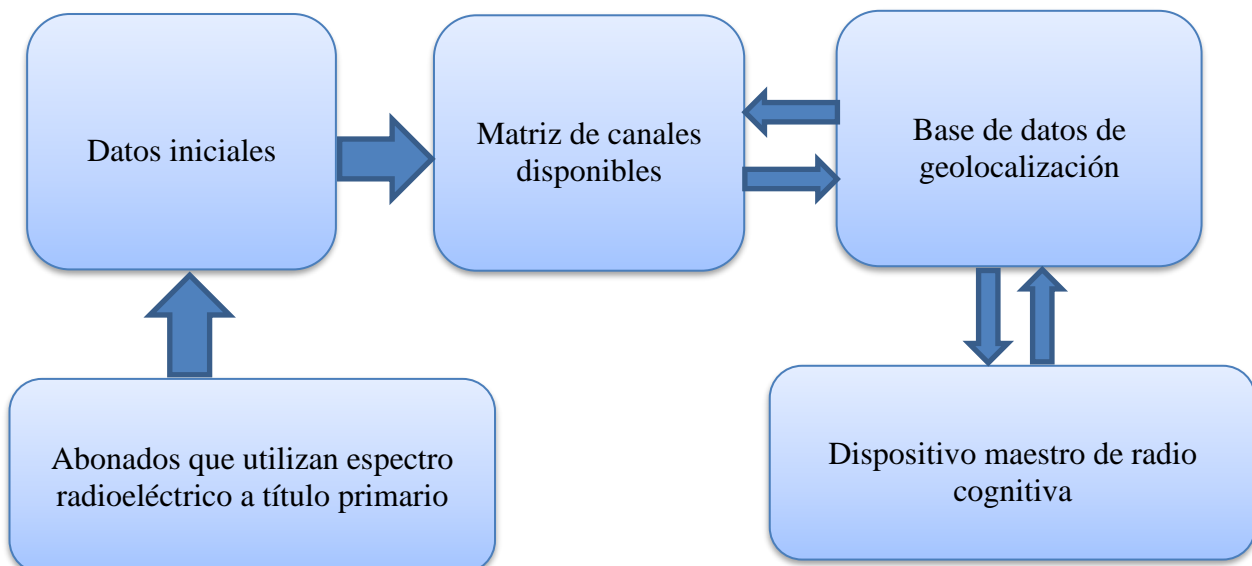 Datos iniciales
Matriz de canales
disponibles
Base de datos de
geolocalización
Abonados que utilizan espectro
radioeléctrico a título primario
Dispositivo maestro de radio
cognitiva